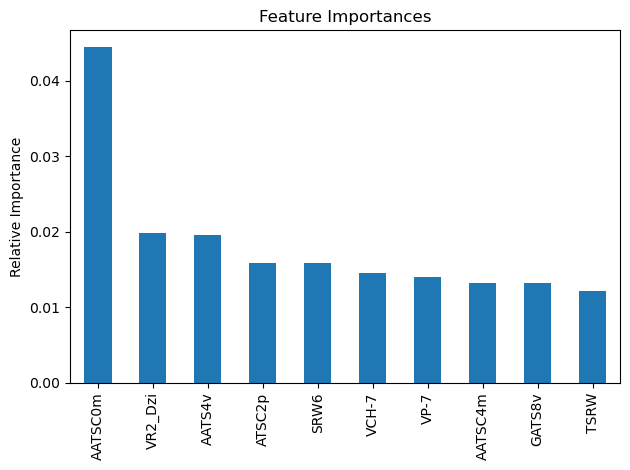 Feature Importances
Relative Importance
0.04
0.03
0.02
0.01
0.00
AATSC0m
VR2_Dzi
AATS4v
ATSC2p
SRW6
VCH-7
VP-7
AATSC4m
GATS8v
TSRW